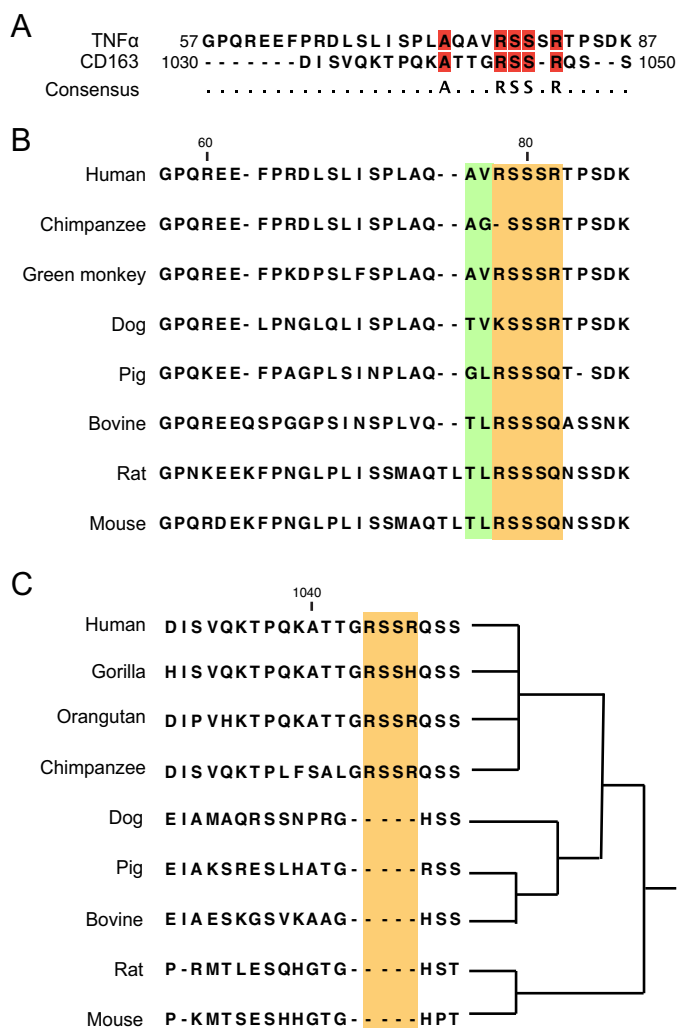 A
TNFα 57 GPQREEFPRDLSLISPLAQAVRSSSRTPSDK 87
CD163 1030 -------DISVQKTPQKATTGRSS-RQS--S 1050
Consensus .................A...RSS.R.....
B
60 80
Human GPQREE-FPRDLSLISPLAQ--AVRSSSRTPSDK
Chimpanzee GPQREE-FPRDLSLISPLAQ--AG-SSSRTPSDK
Green monkey GPQREE-FPKDPSLFSPLAQ--AVRSSSRTPSDK
Dog GPQREE-LPNGLQLISPLAQ--TVKSSSRTPSDK
Pig GPQKEE-FPAGPLSINPLAQ--GLRSSSQT-SDK
Bovine GPQREEQSPGGPSINSPLVQ--TLRSSSQASSNK
Rat GPNKEEKFPNGLPLISSMAQTLTLRSSSQNSSDK
Mouse GPQRDEKFPNGLPLISSMAQTLTLRSSSQNSSDK
C
1040
Human DISVQKTPQKATTGRSSRQSS
Gorilla HISVQKTPQKATTGRSSHQSS
Orangutan DIPVHKTPQKATTGRSSRQSS
Chimpanzee DISVQKTPLFSALGRSSRQSS
Dog EIAMAQRSSNPRG-----HSS
Pig EIAKSRESLHATG-----RSS
Bovine EIAESKGSVKAAG-----HSS
Rat P-RMTLESQHGTG-----HST
Mouse P-KMTSESHHGTG-----HPT